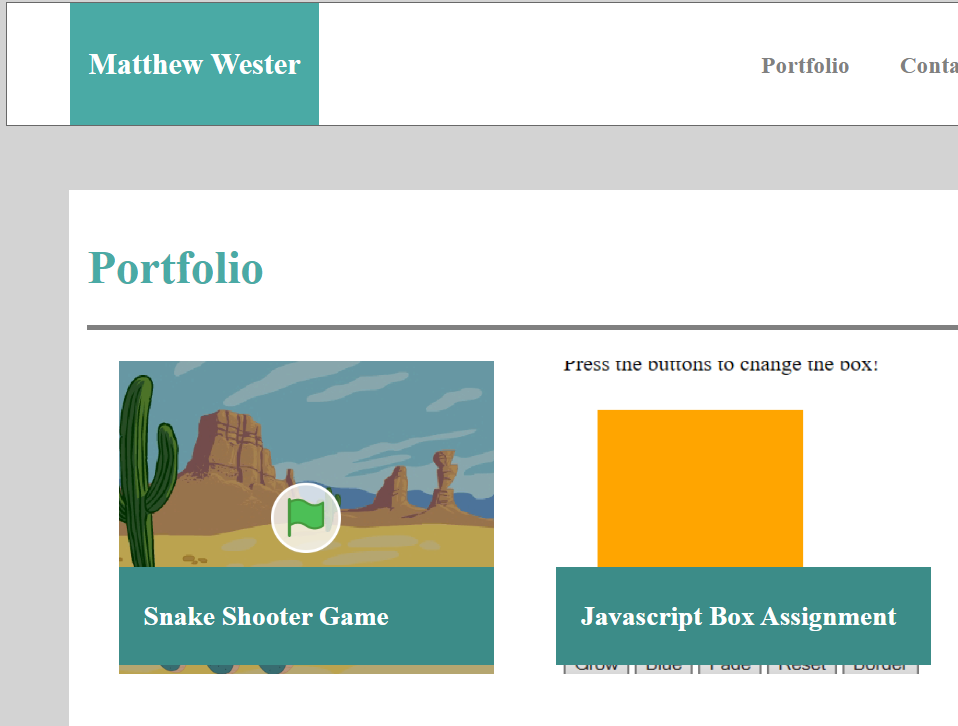 Matthew Wester
Portfolio Conta
Portfolio
Press the buttons to change the box!
Snake Shooter Game
Javascript Box Assignment
Grow Blue Fade Reset Border